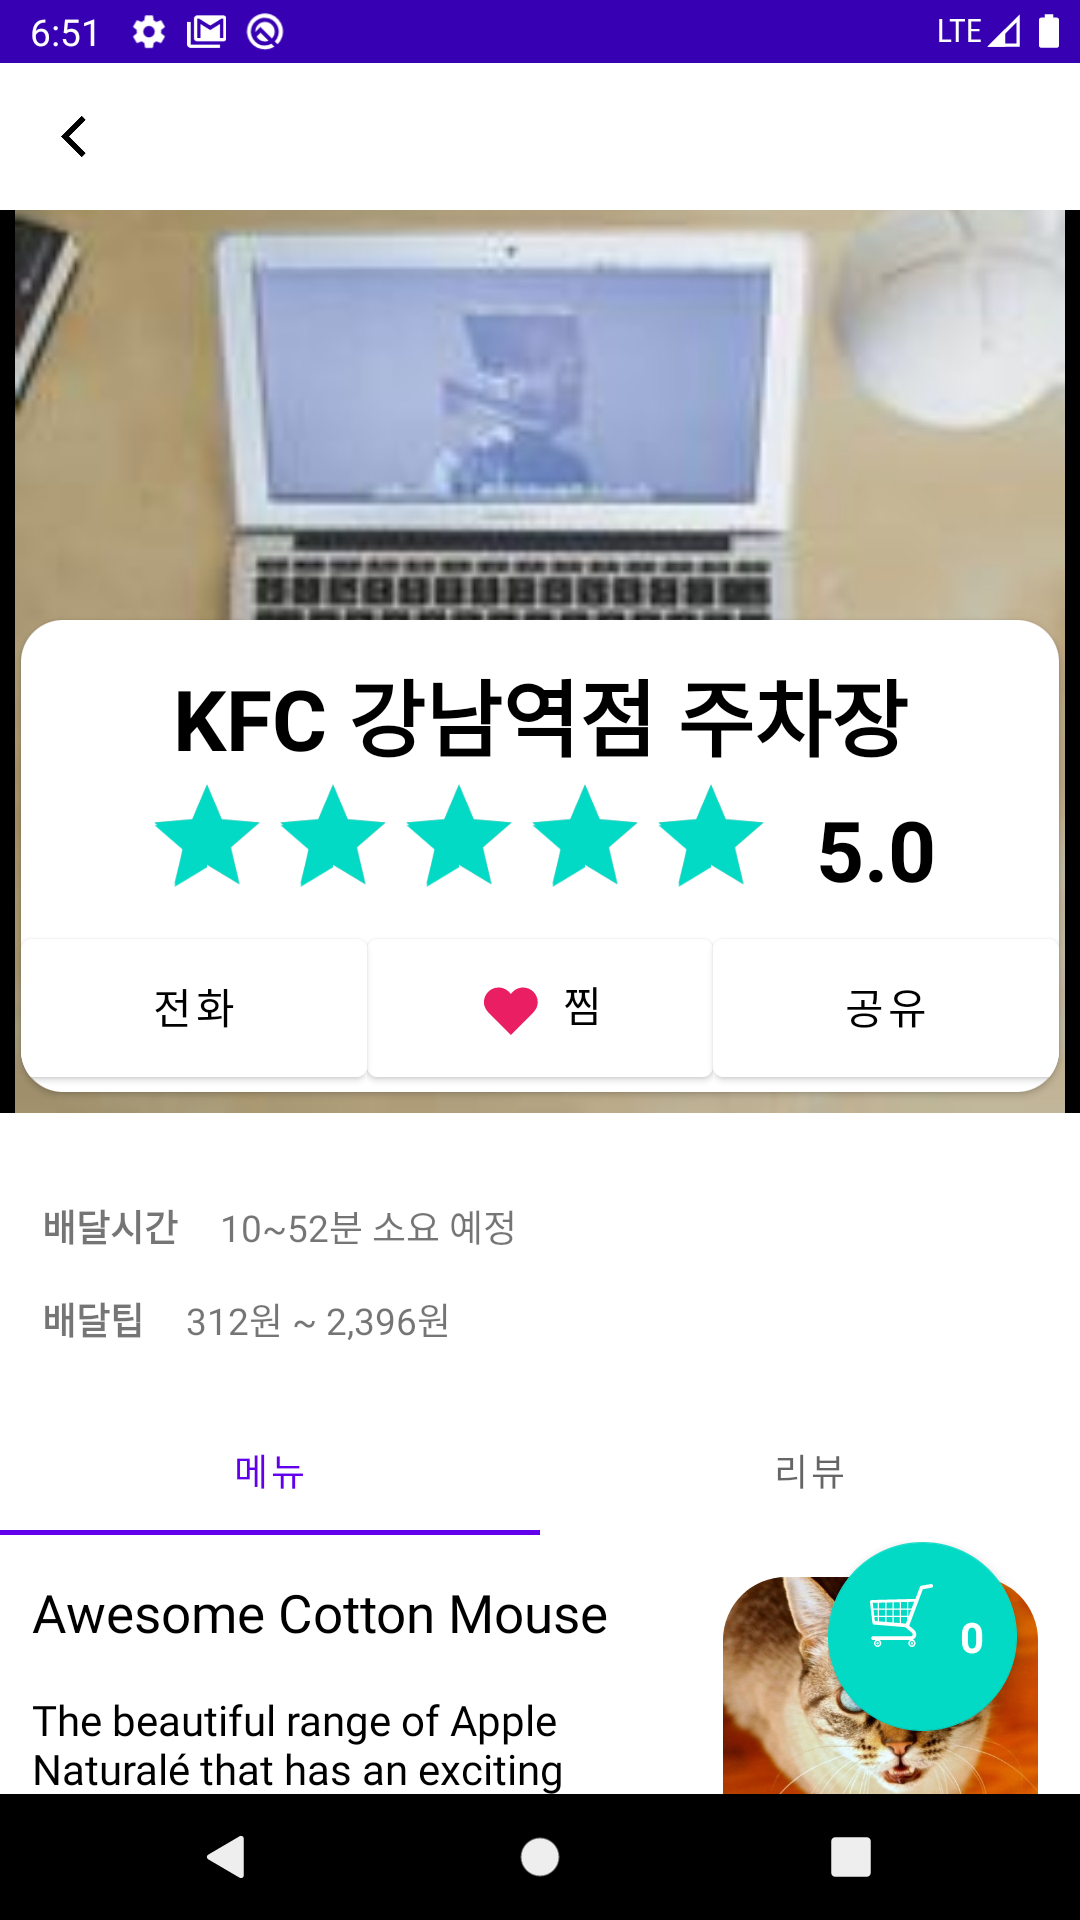 6:51 LTE
KFC 강남역점 주차장
5.0
전화 찜 공유
배달시간 10~52분 소요 예정
배달팁 312원 ~ 2,396원
메뉴 리뷰
Awesome Cotton Mouse
0
The beautiful range of Apple
Naturalé that has an exciting